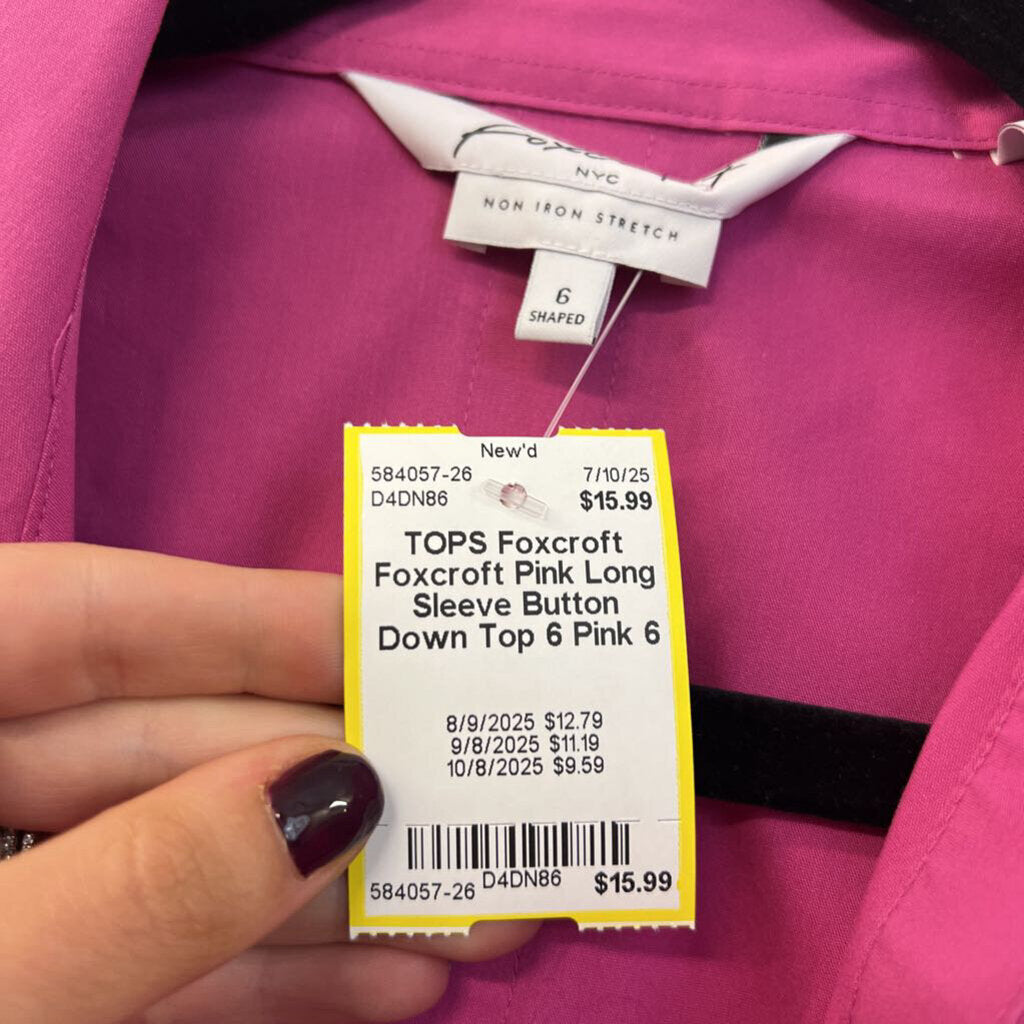 NYC
NON IRON STRETCH
6
SHAPED
New'd
584057-26 7/10/25
D4DN86 $15.99
TOPS Foxcroft
Foxcroft Pink Long
Sleeve Button
Down Top 6 Pink 6
8/9/2025 $12.79
9/8/2025 $11.19
10/8/2025 $9.59
584057-26 D4DN86 $15.99